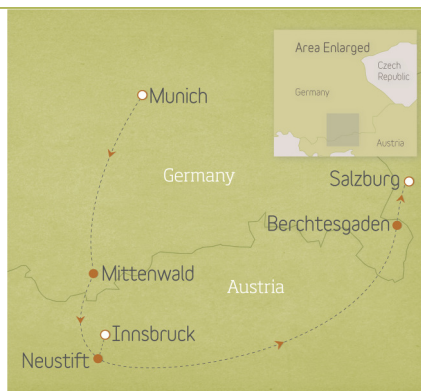 Area Enlarged
Czech
Republic
Germany
Austria
Munich
Germany
Salzburg
Berchtesgaden
Mittenwald
Austria
Innsbruck
Neustift